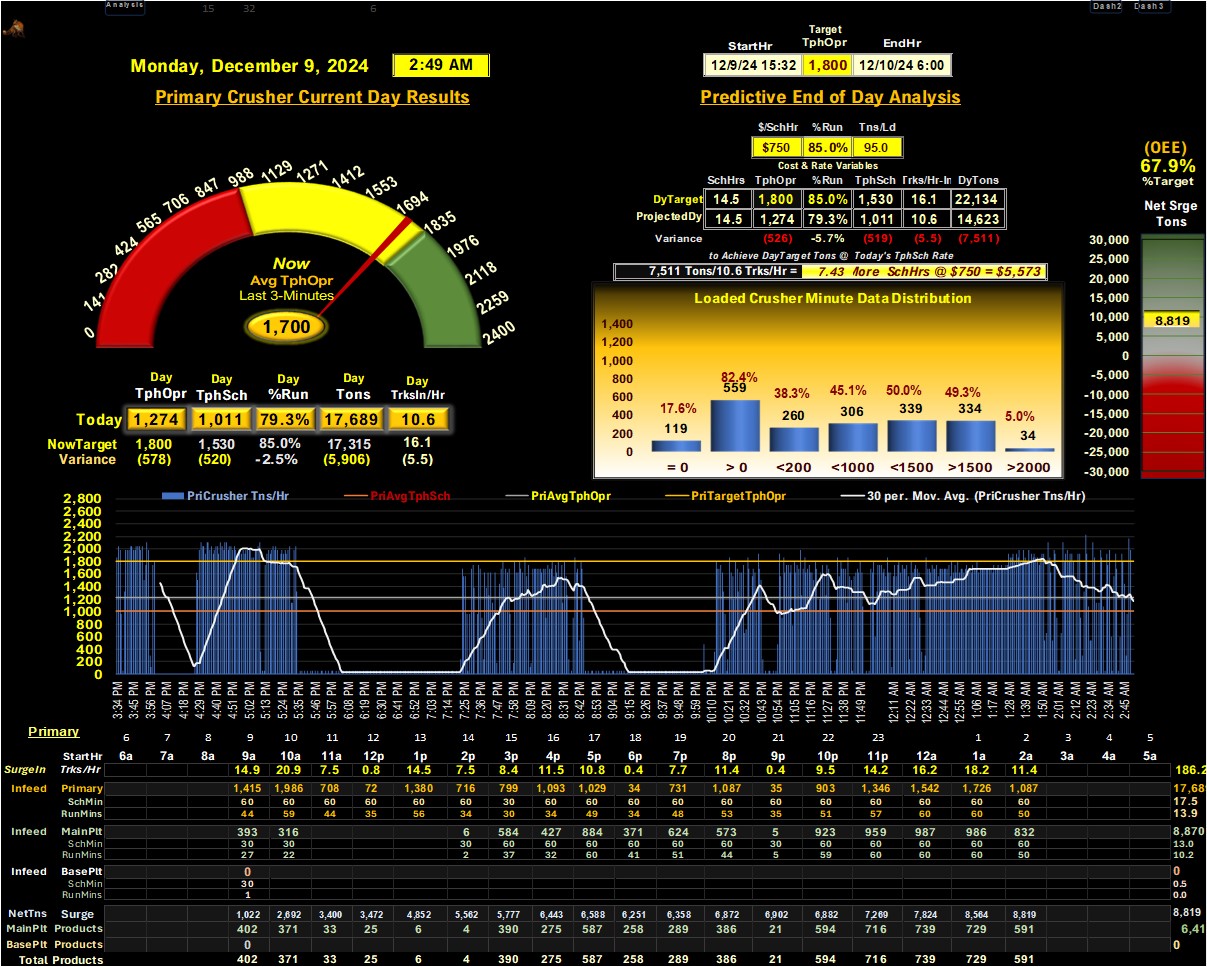 Analysis 15 32 6 Dash2 Dash3
Target
StartHr TphOpr EndHr
Monday, December 9, 2024 2:49 AM 12/9/24 15:32 1,800 12/10/24 6:00
Primary Crusher Current Day Results
Predictive End of Day Analysis
$/SchHr %Run Tns/Ld
$750 85.0% 95.0
Cost & Rate Variables
SchHrs TphOpr %Run TphSch Trks/Hr-In DyTons
DyTarget 14.5 1,800 85.0% 1,530 16.1 22,134
ProjectedDy 14.5 1,274 79.3% 1,011 10.6 14,623
Variance (526) -5.7% (519) (5.5) (7,511)
to Achieve DayTarget Tons @ Today's TphSch Rate
7,511 Tons/10.6 Trks/Hr = 7.43 More SchHrs @ $750 = $5,573
(OEE)
67.9%
%Target
Net Srge
Tons
30,000
25,000
20,000
15,000
10,000
8,819
5,000
0
-5,000
-10,000
-15,000
-20,000
-25,000
-30,000
0 141 282 424 565 706 847 988 1129 1271 1412 1553 1694 1835 1976 2118 2259 2400
Now
Avg TphOpr
Last 3-Minutes
1,700
Day Day Day Day Day
TphOpr TphSch %Run Tons TrksIn/Hr
Today 1,274 1,011 79.3% 17,689 10.6
NowTarget 1,800 1,530 85.0% 17,315 16.1
Variance (578) (520) -2.5% (5,906) (5.5)
Loaded Crusher Minute Data Distribution
1,400
1,200
1,000
800
600
400
200
0
17.6% 82.4% 38.3% 45.1% 50.0% 49.3% 5.0%
119 559 260 306 339 334 34
= 0 > 0 <200 <1000 <1500 >1500 >2000
PriCrusher Tns/Hr PriAvgTphSch PriAvgTphOpr PriTargetTphOpr 30 per. Mov. Avg. (PriCrusher Tns/Hr)
2,800
2,600
2,400
2,200
2,000
1,800
1,600
1,400
1,200
1,000
800
600
400
200
0
3:34 PM 3:45 PM 3:56 PM 4:07 PM 4:18 PM 4:29 PM 4:40 PM 4:51 PM 5:02 PM 5:13 PM 5:24 PM 5:35 PM 5:46 PM 5:57 PM 6:08 PM 6:19 PM 6:30 PM 6:41 PM 6:52 PM 7:03 PM 7:14 PM 7:25 PM 7:36 PM 7:47 PM 7:58 PM 8:09 PM 8:20 PM 8:31 PM 8:42 PM 8:53 PM 9:04 PM 9:15 PM 9:26 PM 9:37 PM 9:48 PM 9:59 PM 10:10 PM 10:21 PM 10:32 PM 10:43 PM 10:54 PM 11:05 PM 11:16 PM 11:27 PM 11:38 PM 11:49 PM 12:11 AM 12:22 AM 12:33 AM 12:44 AM 12:55 AM 1:06 AM 1:17 AM 1:28 AM 1:39 AM 1:50 AM 2:01 AM 2:12 AM 2:23 AM 2:34 AM 2:45 AM
Primary 6 7 8 9 10 11 12 13 14 15 16 17 18 19 20 21 22 23 1 2 3 4 5
StartHr 6a 7a 8a 9a 10a 11a 12p 1p 2p 3p 4p 5p 6p 7p 8p 9p 10p 11p 12a 1a 2a 3a 4a 5a
SurgeIn Trks/Hr 14.9 20.9 7.5 0.8 14.5 7.5 8.4 11.5 10.8 0.4 7.7 11.4 0.4 9.5 14.2 16.2 18.2 11.4 186.2
Infeed Primary 1,415 1,986 708 72 1,380 716 799 1,093 1,029 34 731 1,087 35 903 1,346 1,542 1,726 1,087 17,689
SchMin 60 60 60 60 60 60 30 60 60 60 60 60 60 60 60 60 60 60 17.5
RunMins 44 59 44 35 56 34 30 34 49 34 48 53 35 51 57 60 60 50 13.9
Infeed MainPlt 393 316 6 584 427 884 371 624 573 5 923 959 987 986 832 8,870
SchMin 30 30 30 60 60 60 60 60 60 30 60 60 60 60 60 13.0
RunMins 27 22 2 37 32 60 41 51 44 5 59 60 60 60 50 10.2
Infeed BasePlt 0 0
SchMin 30 0.5
RunMins 1 0.0
NetTns Surge 1,022 2,692 3,400 3,472 4,852 5,562 5,777 6,443 6,588 6,251 6,358 6,872 6,902 6,882 7,269 7,824 8,564 8,819 8,819
MainPlt Products 402 371 33 25 6 4 390 275 587 258 289 386 21 594 716 739 729 591 6,41
BasePlt Products 0 0
Total Products 402 371 33 25 6 4 390 275 587 258 289 386 21 594 716 739 729 591